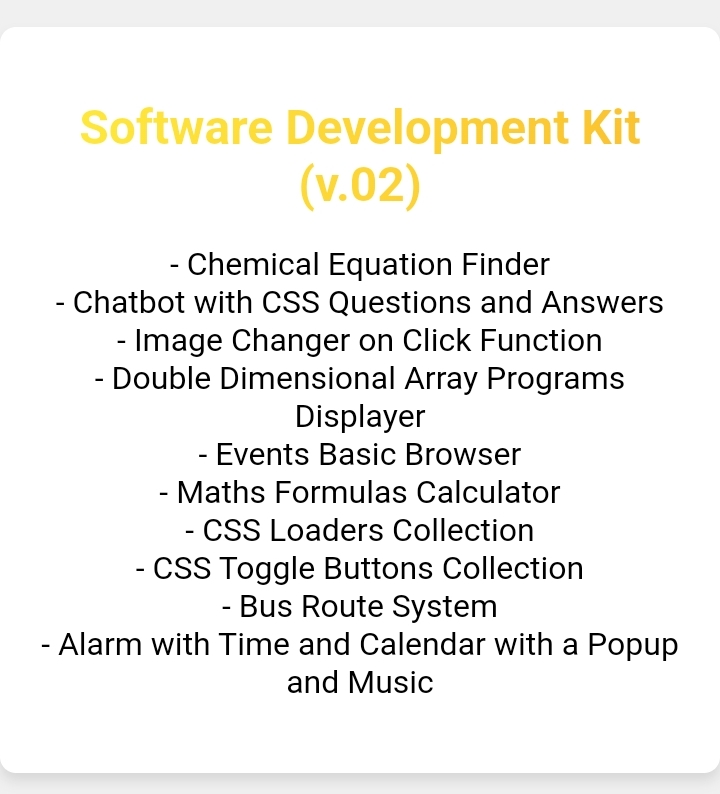 Software Development Kit
(v.02)
- Chemical Equation Finder
- Chatbot with CSS Questions and Answers
- Image Changer on Click Function
- Double Dimensional Array Programs
Displayer
- Events Basic Browser
- Maths Formulas Calculator
- CSS Loaders Collection
- CSS Toggle Buttons Collection
- Bus Route System
- Alarm with Time and Calendar with a Popup
and Music